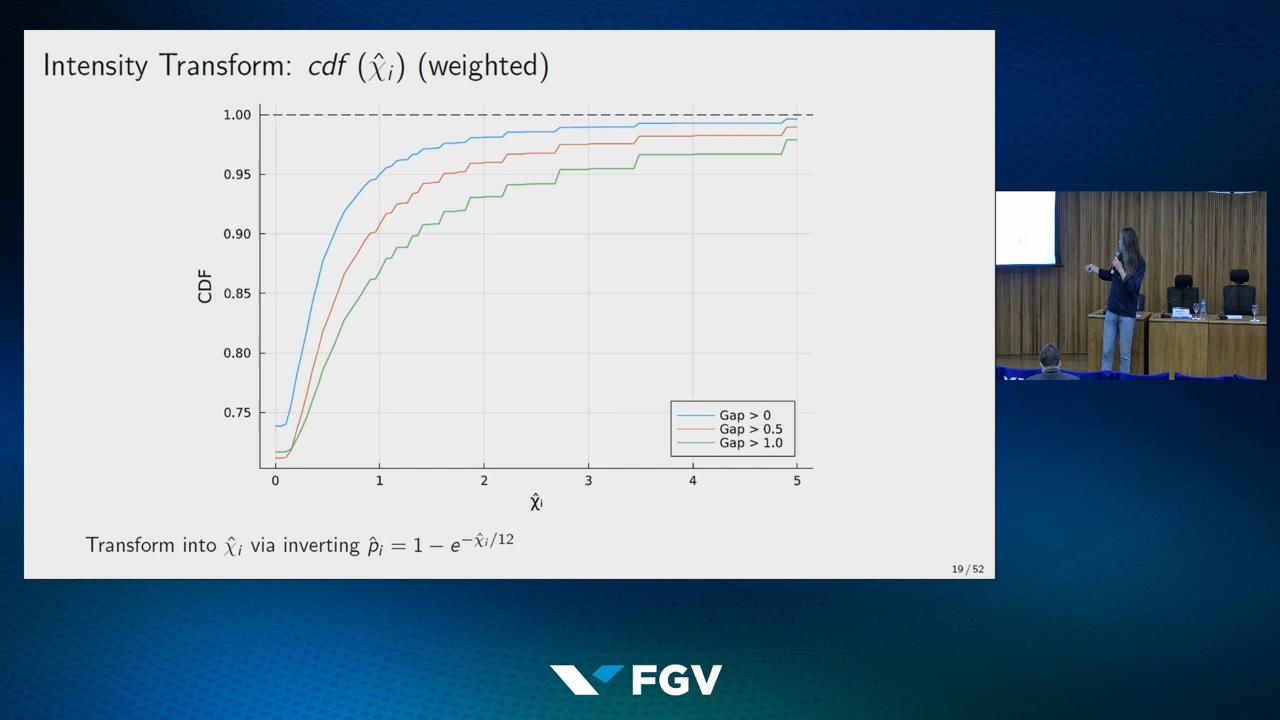 Intensity Transform: cdf (χ̂ᵢ) (weighted)
1.00
0.95
0.90
0.85
0.80
0.75
CDF
0 1 2 3 4 5
χ̂ᵢ
Gap > 0
Gap > 0.5
Gap > 1.0
Transform into χ̂ᵢ via inverting p̂ᵢ = 1 − e^{−χ̂ᵢ/12}
19 / 52
FGV